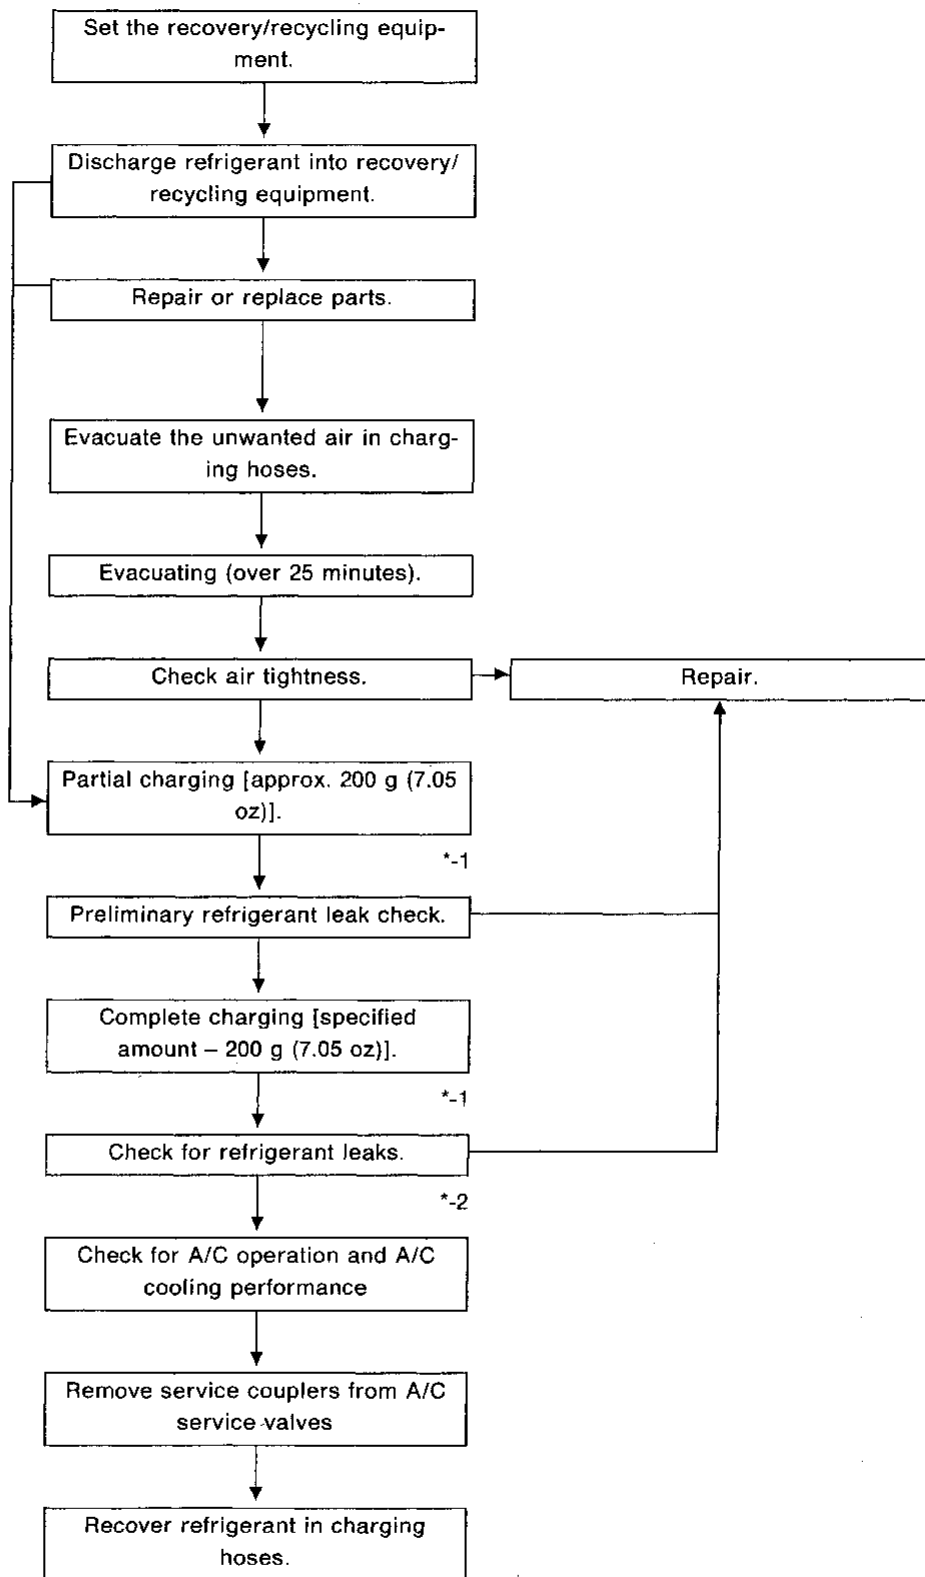 Set the recovery/recycling equip-
ment.
Discharge refrigerant into recovery/
recycling equipment.
Repair or replace parts.
Evacuate the unwanted air in charg-
ing hoses.
Evacuating (over 25 minutes).
Check air tightness.
Repair.
Partial charging [approx. 200 g (7.05
oz)].
*-1
Preliminary refrigerant leak check.
Complete charging [specified
amount – 200 g (7.05 oz)].
*-1
Check for refrigerant leaks.
*-2
Check for A/C operation and A/C
cooling performance
Remove service couplers from A/C
service valves
Recover refrigerant in charging
hoses.